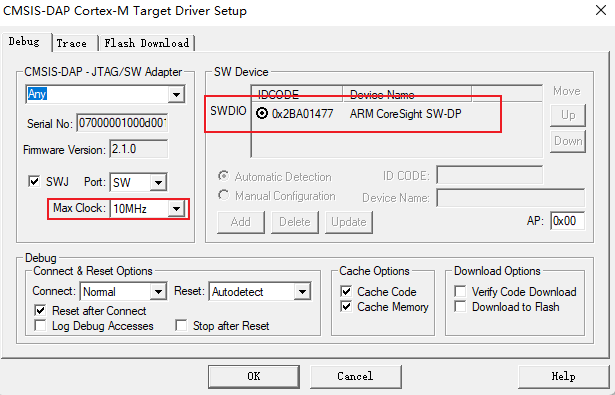 CMSIS-DAP Cortex-M Target Driver Setup
Debug Trace Flash Download
CMSIS-DAP - JTAG/SW Adapter
Any
Serial No: 07000001000d007
Firmware Version: 2.1.0
SWJ Port: SW
Max Clock: 10MHz
SW Device
IDCODE Device Name Move
SWDIO 0x2BA01477 ARM CoreSight SW-DP Up
Down
Automatic Detection ID CODE:
Manual Configuration Device Name:
Add Delete Update AP: 0x00
Debug
Connect & Reset Options
Connect: Normal Reset: Autodetect
Reset after Connect
Log Debug Accesses Stop after Reset
Cache Options
Cache Code
Cache Memory
Download Options
Verify Code Download
Download to Flash
OK Cancel Help